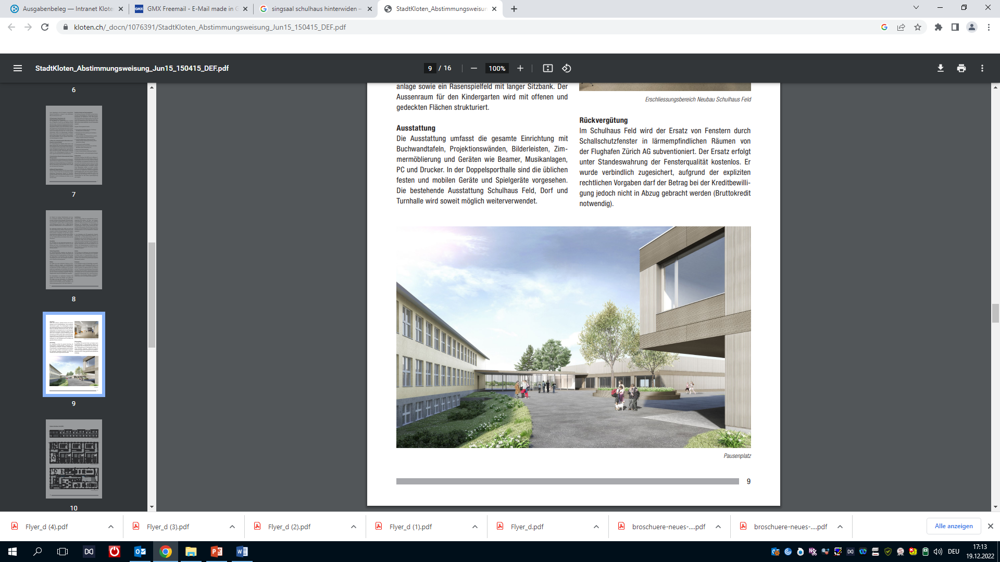 Ausgabenbeleg — Intranet Klote
GMX Freemail - E-Mail made in G
singsaal schulhaus hinterwiden –
StadtKloten_Abstimmungsweisun
kloten.ch/_docn/1076391/StadtKloten_Abstimmungsweisung_Jun15_150415_DEF.pdf
StadtKloten_Abstimmungsweisung_Jun15_150415_DEF.pdf
9 / 16
100%
6
7
8
9
10
anlage sowie ein Rasenspielfeld mit langer Sitzbank. Der
Aussenraum für den Kindergarten wird mit offenen und
gedeckten Flächen strukturiert.
Ausstattung
Die Ausstattung umfasst die gesamte Einrichtung mit
Buchwandtafeln, Projektionswänden, Bilderleisten, Zim-
mermöblierung und Geräten wie Beamer, Musikanlagen,
PC und Drucker. In der Doppelsporthalle sind die üblichen
festen und mobilen Geräte und Spielgeräte vorgesehen.
Die bestehende Ausstattung Schulhaus Feld, Dorf und
Turnhalle wird soweit möglich weiterverwendet.
Erschliessungsbereich Neubau Schulhaus Feld
Rückvergütung
Im Schulhaus Feld wird der Ersatz von Fenstern durch
Schallschutzfenster in lärmempfindlichen Räumen von
der Flughafen Zürich AG subventioniert. Der Ersatz erfolgt
unter Standeswahrung der Fensterqualität kostenlos. Er
wurde verbindlich zugesichert, aufgrund der expliziten
rechtlichen Vorgaben darf der Betrag bei der Kreditbewilli-
gung jedoch nicht in Abzug gebracht werden (Bruttokredit
notwendig).
Pausenplatz
9
Flyer_d (4).pdf
Flyer_d (3).pdf
Flyer_d (2).pdf
Flyer_d (1).pdf
Flyer_d.pdf
broschuere-neues-....pdf
broschuere-neues-....pdf
Alle anzeigen
DEU
17:13
19.12.2022